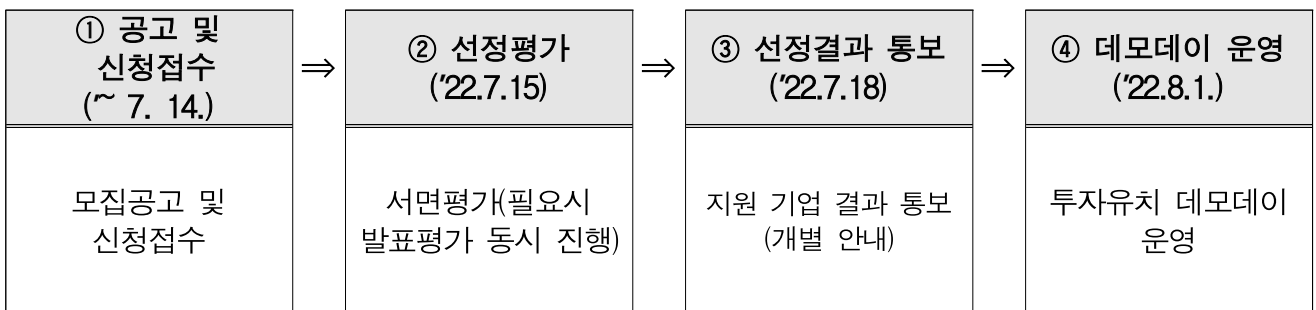 ① 공고 및
신청접수
('~ 7. 14.)
⇒
② 선정평가
('22.7.15)
⇒
③ 선정결과 통보
('22.7.18)
⇒
④ 데모데이 운영
('22.8.1.)
모집공고 및
신청접수
서면평가(필요시
발표평가 동시 진행)
지원 기업 결과 통보
(개별 안내)
투자유치 데모데이
운영